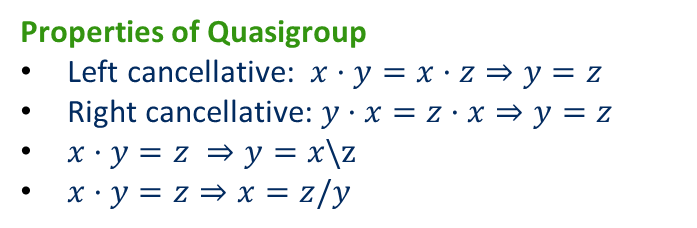 Properties of Quasigroup
• Left cancellative: 𝑥 · 𝑦 = 𝑥 · 𝑧 ⇒ 𝑦 = 𝑧
• Right cancellative: 𝑦 · 𝑥 = 𝑧 · 𝑥 ⇒ 𝑦 = 𝑧
• 𝑥 · 𝑦 = 𝑧 ⇒ 𝑦 = 𝑥\z
• 𝑥 · 𝑦 = 𝑧 ⇒ 𝑥 = 𝑧/𝑦